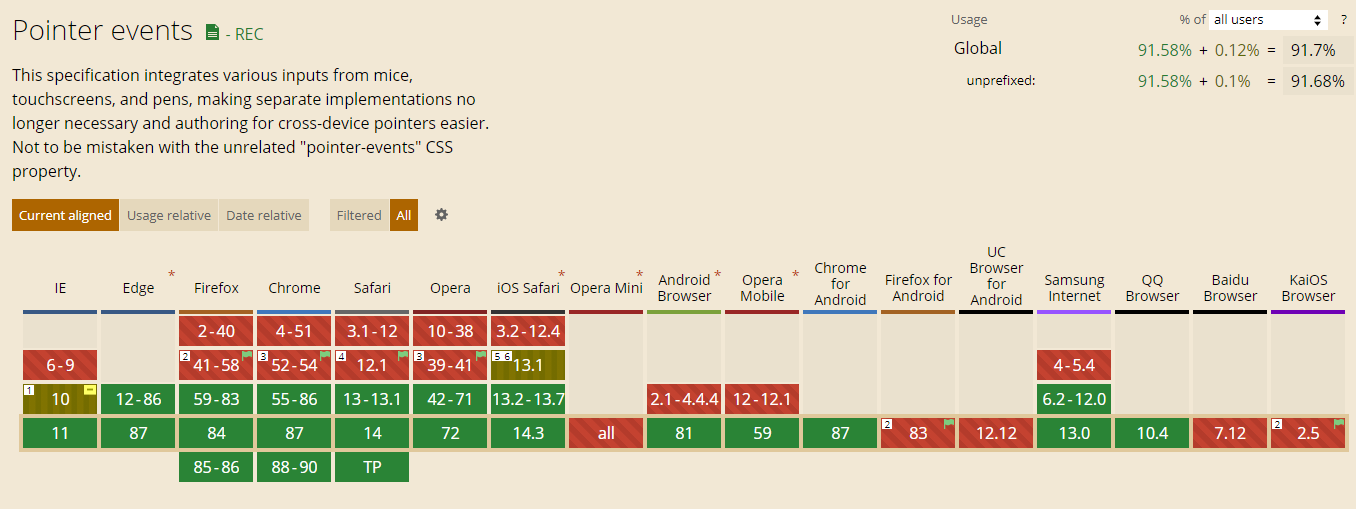 Pointer events - REC
Usage % of all users ?
Global 91.58% + 0.12% = 91.7%
unprefixed: 91.58% + 0.1% = 91.68%
This specification integrates various inputs from mice,
touchscreens, and pens, making separate implementations no
longer necessary and authoring for cross-device pointers easier.
Not to be mistaken with the unrelated "pointer-events" CSS
property.
Current aligned Usage relative Date relative Filtered All
IE Edge * Firefox Chrome Safari Opera iOS Safari * Opera Mini * Android Browser * Opera Mobile * Chrome for Android Firefox for Android UC Browser for Android Samsung Internet QQ Browser Baidu Browser KaiOS Browser
2-40 4-51 3.1-12 10-38 3.2-12.4
6-9 2 41-58 3 52-54 4 12.1 3 39-41 5 6 13.1 4-5.4
1 10 12-86 59-83 55-86 13-13.1 42-71 13.2-13.7 2.1-4.4.4 12-12.1 6.2-12.0
11 87 84 87 14 72 14.3 all 81 59 87 2 83 12.12 13.0 10.4 7.12 2 2.5
85-86 88-90 TP